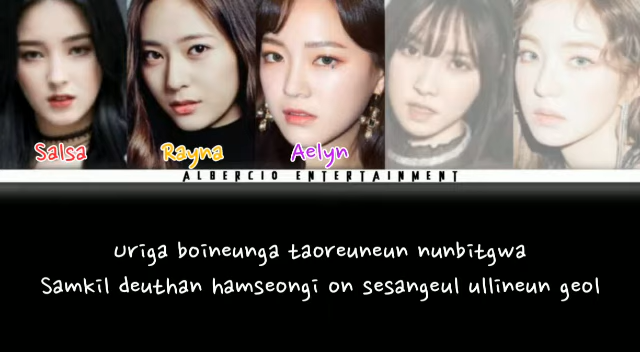 Salsa Rayna Aelyn
ALBERCIO ENTERTAINMENT
Uriga boineunga taoreuneun nunbitgwa
Samkil deuthan hamseongi on sesangeul ullineun geol